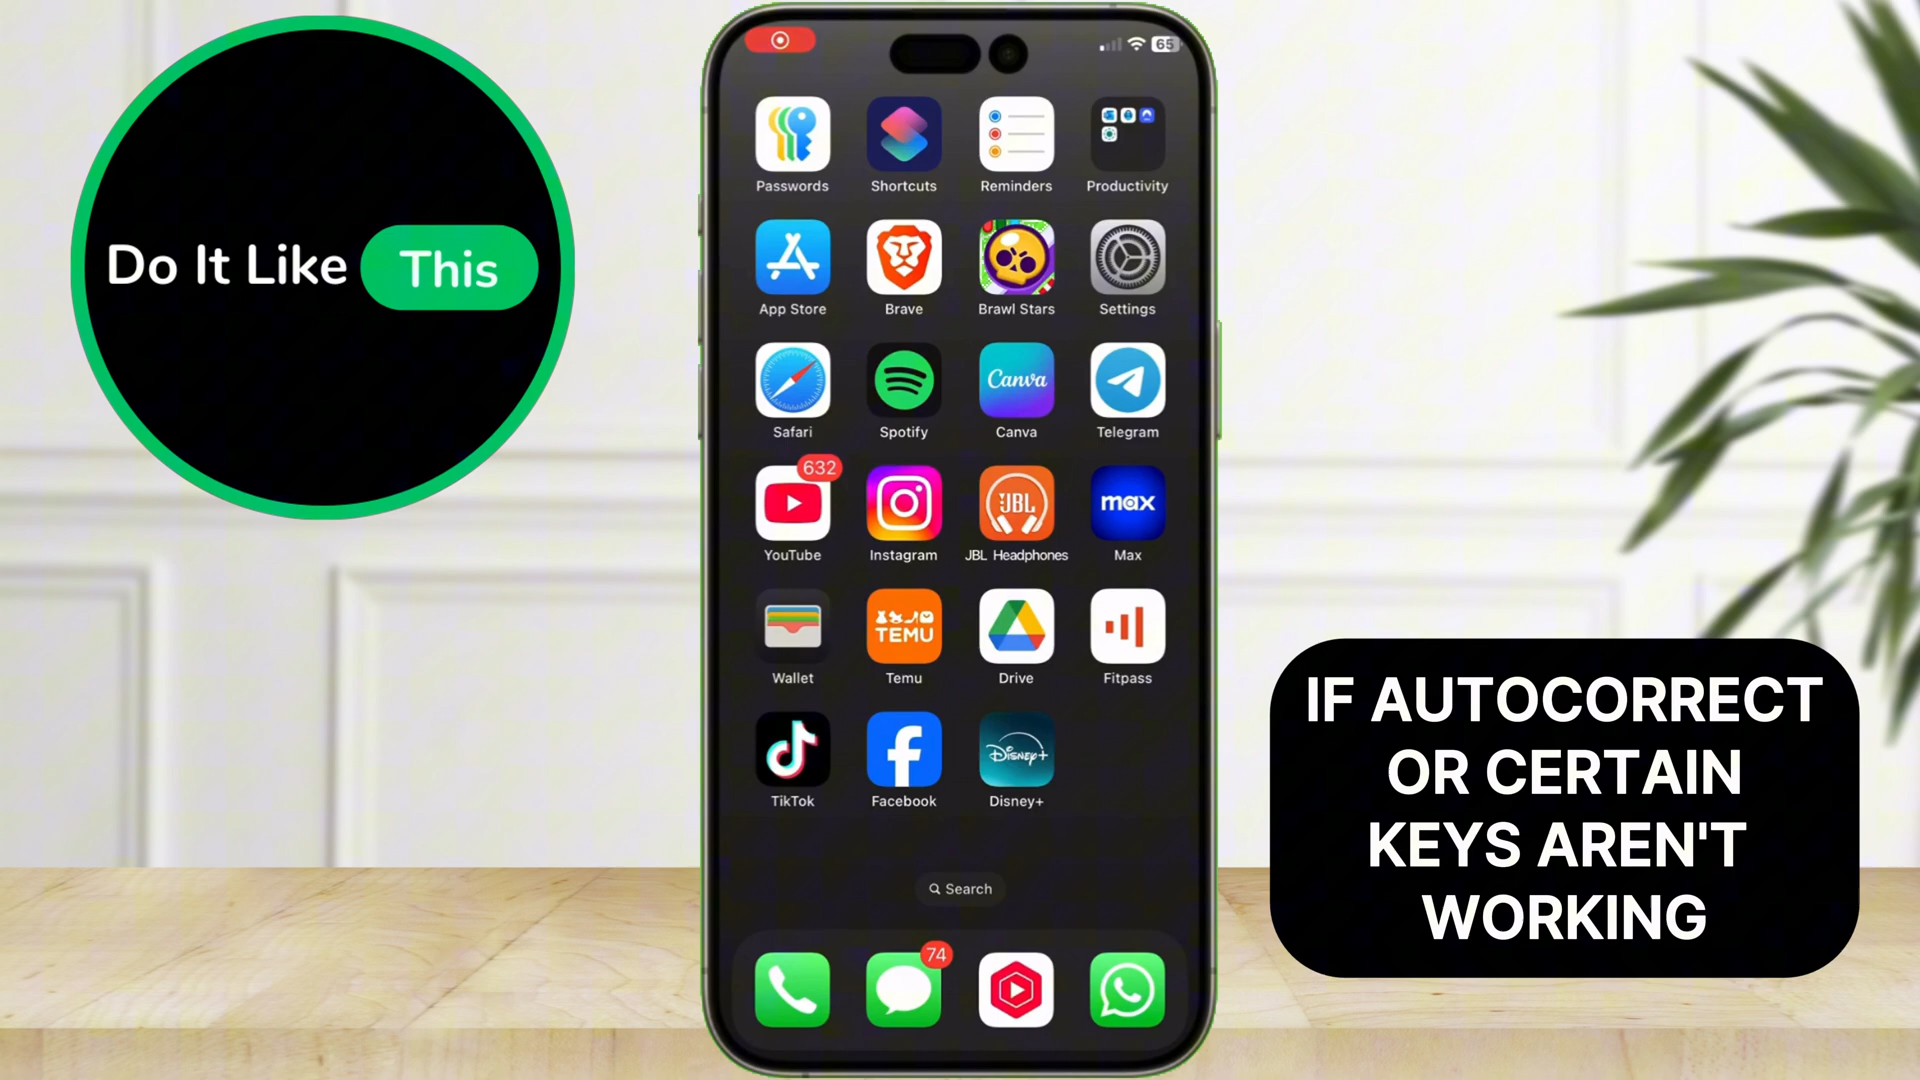 Do It Like This
65
Passwords Shortcuts Reminders Productivity
App Store Brave Brawl Stars Settings
Canva
Safari Spotify Canva Telegram
632
JBL max
YouTube Instagram JBL Headphones Max
TEMU
Wallet Temu Drive Fitpass
Disney+
TikTok Facebook Disney+
Search
74
IF AUTOCORRECT
OR CERTAIN
KEYS AREN'T
WORKING